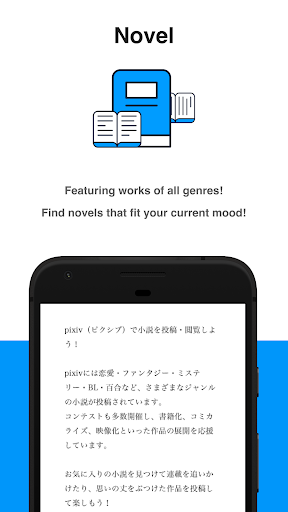 Novel
Featuring works of all genres!
Find novels that fit your current mood!
pixiv（ピクシブ）で小説を投稿・閲覧しよ
う！
pixivには恋愛・ファンタジー・ミステ
リー・BL・百合など、さまざまなジャンル
の小説が投稿されています。
コンテストも多数開催し、書籍化、コミカ
ライズ、映像化といった作品の展開を応援
しています。
お気に入りの小説を見つけて連載を追いか
けたり、思いの丈をぶつけた作品を投稿し
て楽しもう！